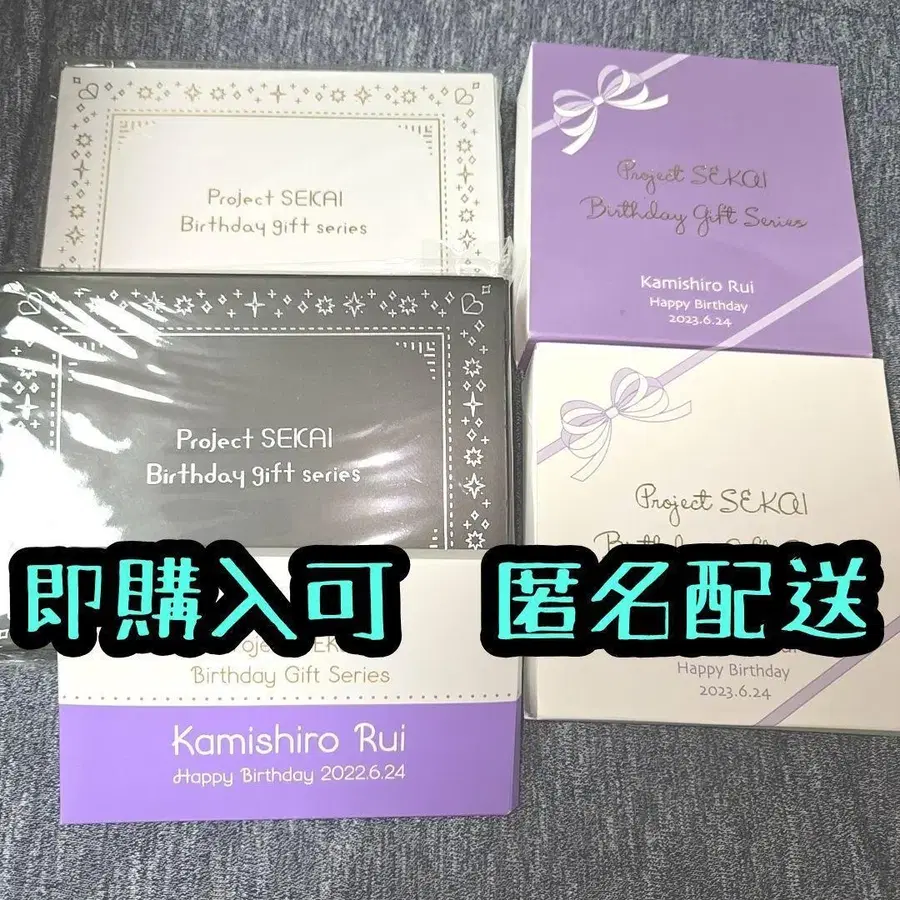 Project SEKAI
Birthday gift series
Project SEKAI
Birthday gift series
Project SEKAI
Birthday Gift Series
Kamishiro Rui
Happy Birthday
2023.6.24
Project SEKAI
即購入可 匿名配送
Birthday Gift Series
Kamishiro Rui
Happy Birthday 2022.6.24
Happy Birthday
2023.6.24